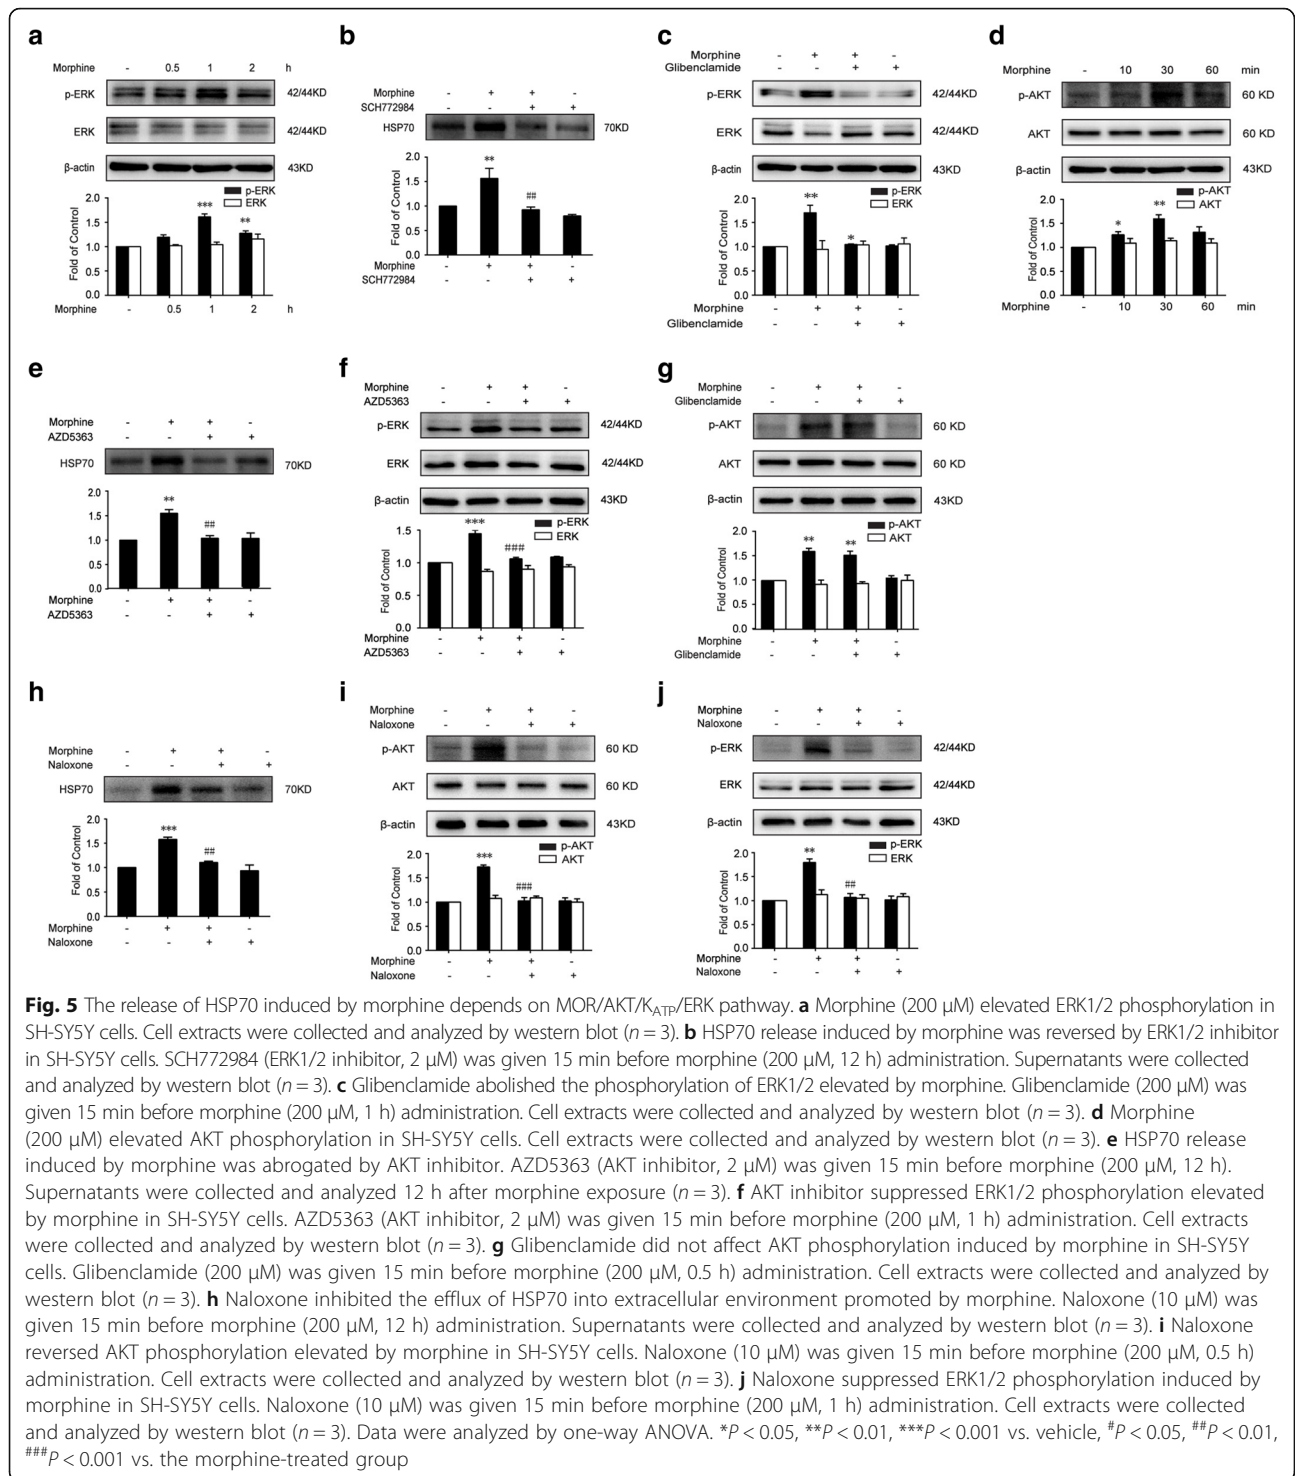 a
Morphine - 0.5 1 2 h
p-ERK 42/44KD
ERK 42/44KD
β-actin 43KD
p-ERK
ERK
Fold of Control
2.0
1.5
1.0
0.5
0.0
*** **
Morphine - 0.5 1 2 h
b
Morphine - + + -
SCH772984 - - + +
HSP70 70KD
Fold of Control
2.0
1.5
1.0
0.5
0.0
** ##
Morphine - + + -
SCH772984 - - + +
c
Morphine - + + -
Glibenclamide - - + +
p-ERK 42/44KD
ERK 42/44KD
β-actin 43KD
p-ERK
ERK
Fold of Control
2.0
1.5
1.0
0.5
0.0
** *
Morphine - + + -
Glibenclamide - - + +
d
Morphine - 10 30 60 min
p-AKT 60 KD
AKT 60 KD
β-actin 43KD
p-AKT
AKT
Fold of Control
2.0
1.5
1.0
0.5
0.0
* **
Morphine - 10 30 60 min
e
Morphine - + + -
AZD5363 - - + +
HSP70 70KD
Fold of Control
2.0
1.5
1.0
0.5
0.0
** ##
Morphine - + + -
AZD5363 - - + +
f
Morphine - + + -
AZD5363 - - + +
p-ERK 42/44KD
ERK 42/44KD
β-actin 43KD
p-ERK
ERK
Fold of Control
1.5
1.0
0.5
0.0
*** ###
Morphine - + + -
AZD5363 - - + +
g
Morphine - + + -
Glibenclamide - - + +
p-AKT 60 KD
AKT 60 KD
β-actin 43KD
p-AKT
AKT
Fold of Control
2.0
1.5
1.0
0.5
0.0
** **
Morphine - + + -
Glibenclamide - - + +
h
Morphine - + + -
Naloxone - - + +
HSP70 70KD
Fold of Control
2.0
1.5
1.0
0.5
0.0
*** ##
Morphine - + + -
Naloxone - - + +
i
Morphine - + + -
Naloxone - - + +
p-AKT 60 KD
AKT 60 KD
β-actin 43KD
p-AKT
AKT
Fold of Control
2.0
1.5
1.0
0.5
0.0
*** ###
Morphine - + + -
Naloxone - - + +
j
Morphine - + + -
Naloxone - - + +
p-ERK 42/44KD
ERK 42/44KD
β-actin 43KD
p-ERK
ERK
Fold of Control
2.0
1.5
1.0
0.5
0.0
** ##
Morphine - + + -
Naloxone - - + +
Fig. 5 The release of HSP70 induced by morphine depends on MOR/AKT/KATP/ERK pathway. a Morphine (200 μM) elevated ERK1/2 phosphorylation in
SH-SY5Y cells. Cell extracts were collected and analyzed by western blot (n = 3). b HSP70 release induced by morphine was reversed by ERK1/2 inhibitor
in SH-SY5Y cells. SCH772984 (ERK1/2 inhibitor, 2 μM) was given 15 min before morphine (200 μM, 12 h) administration. Supernatants were collected
and analyzed by western blot (n = 3). c Glibenclamide abolished the phosphorylation of ERK1/2 elevated by morphine. Glibenclamide (200 μM) was
given 15 min before morphine (200 μM, 1 h) administration. Cell extracts were collected and analyzed by western blot (n = 3). d Morphine
(200 μM) elevated AKT phosphorylation in SH-SY5Y cells. Cell extracts were collected and analyzed by western blot (n = 3). e HSP70 release
induced by morphine was abrogated by AKT inhibitor. AZD5363 (AKT inhibitor, 2 μM) was given 15 min before morphine (200 μM, 12 h).
Supernatants were collected and analyzed 12 h after morphine exposure (n = 3). f AKT inhibitor suppressed ERK1/2 phosphorylation elevated
by morphine in SH-SY5Y cells. AZD5363 (AKT inhibitor, 2 μM) was given 15 min before morphine (200 μM, 1 h) administration. Cell extracts
were collected and analyzed by western blot (n = 3). g Glibenclamide did not affect AKT phosphorylation induced by morphine in SH-SY5Y
cells. Glibenclamide (200 μM) was given 15 min before morphine (200 μM, 0.5 h) administration. Cell extracts were collected and analyzed by
western blot (n = 3). h Naloxone inhibited the efflux of HSP70 into extracellular environment promoted by morphine. Naloxone (10 μM) was
given 15 min before morphine (200 μM, 12 h) administration. Supernatants were collected and analyzed by western blot (n = 3). i Naloxone
reversed AKT phosphorylation elevated by morphine in SH-SY5Y cells. Naloxone (10 μM) was given 15 min before morphine (200 μM, 0.5 h)
administration. Cell extracts were collected and analyzed by western blot (n = 3). j Naloxone suppressed ERK1/2 phosphorylation induced by
morphine in SH-SY5Y cells. Naloxone (10 μM) was given 15 min before morphine (200 μM, 1 h) administration. Cell extracts were collected
and analyzed by western blot (n = 3). Data were analyzed by one-way ANOVA. *P < 0.05, **P < 0.01, ***P < 0.001 vs. vehicle, #P < 0.05, ##P < 0.01,
###P < 0.001 vs. the morphine-treated group